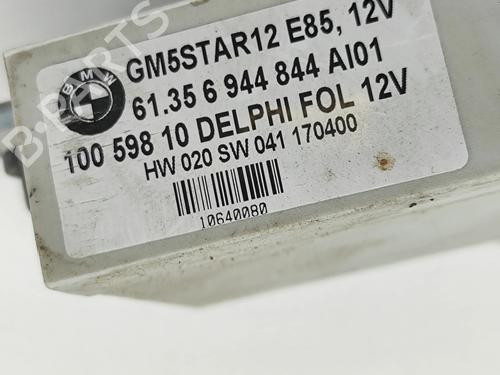 BMW
GM5STAR12 E85, 12V
61.35 6 944 844 AI01
100 598 10 DELPHI FOL 12V
HW 020 SW 041 170400
10640080
B-PARTS